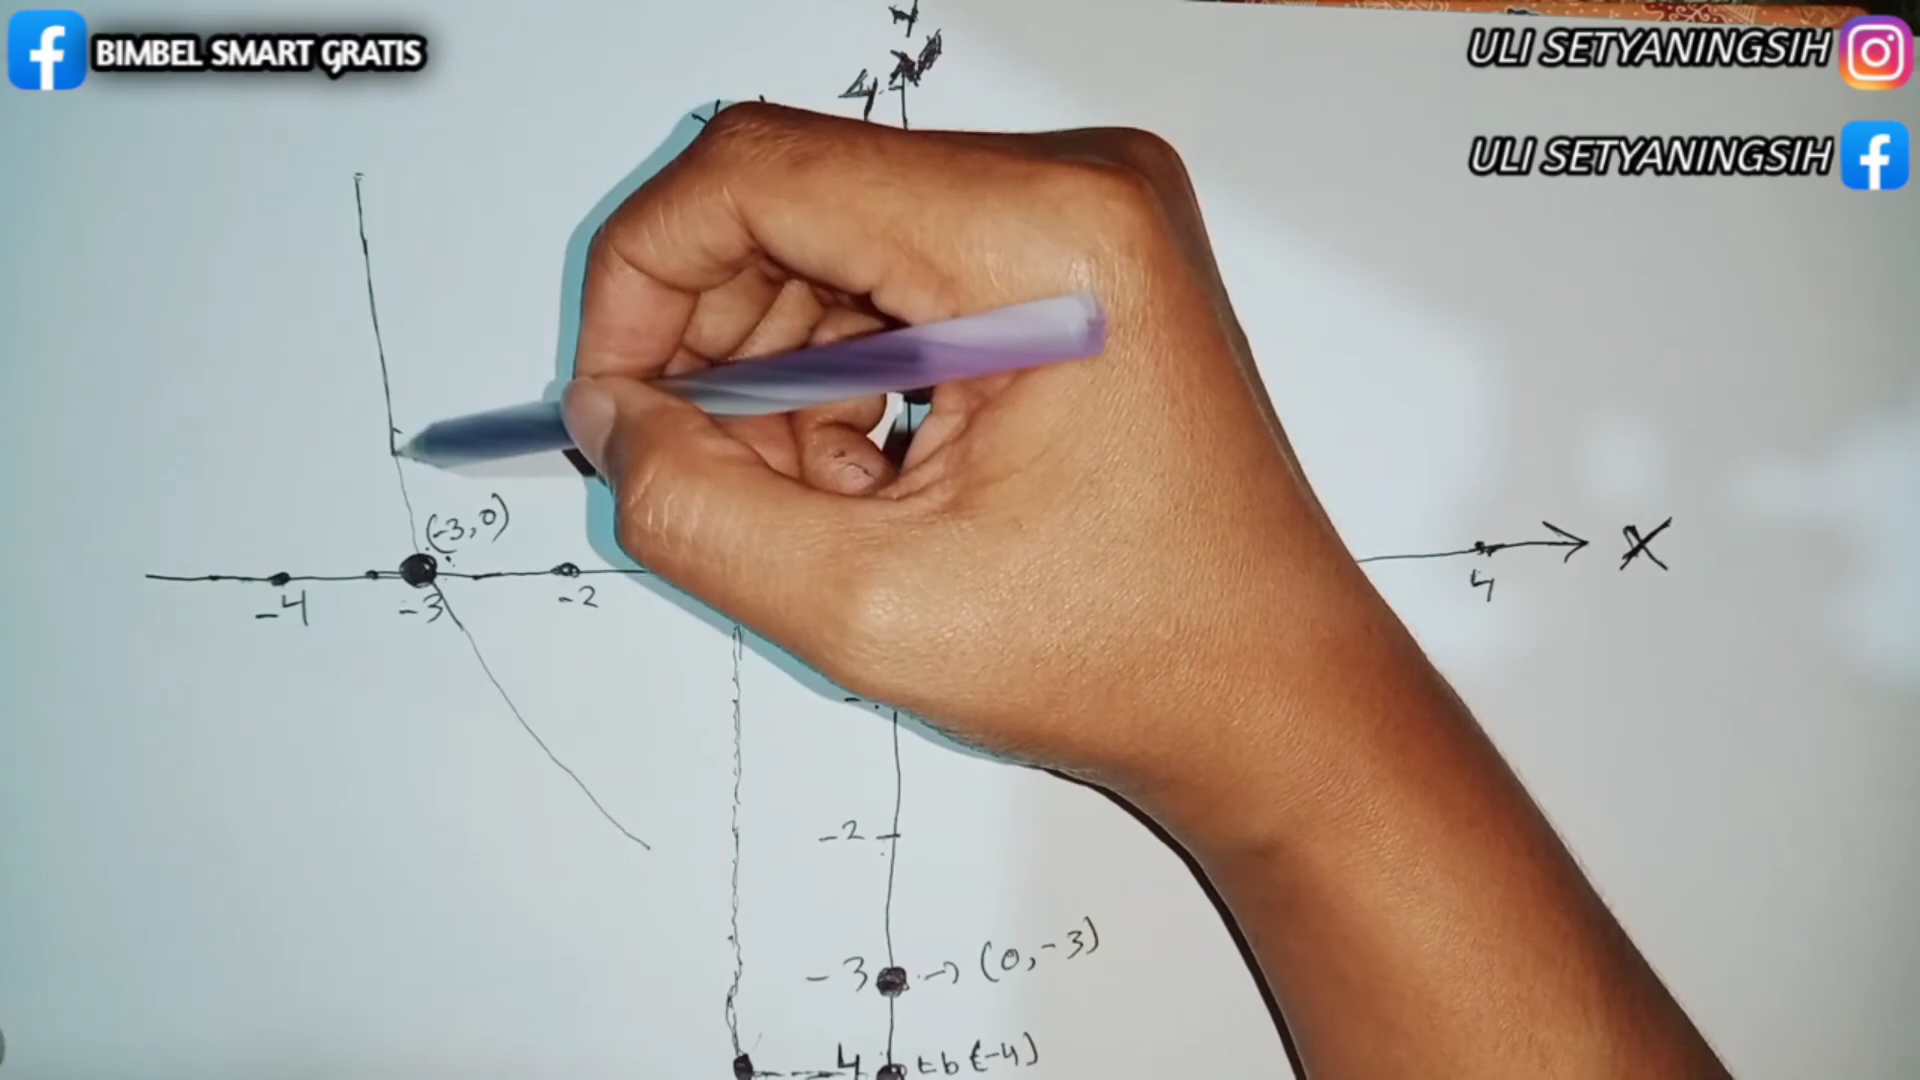 BIMBEL SMART GRATIS
ULI SETYANINGSIH
ULI SETYANINGSIH
4
(-3,0)
-4 -3 -2
4
X
-2
-3 → (0,-3)
-4 tb (-4)